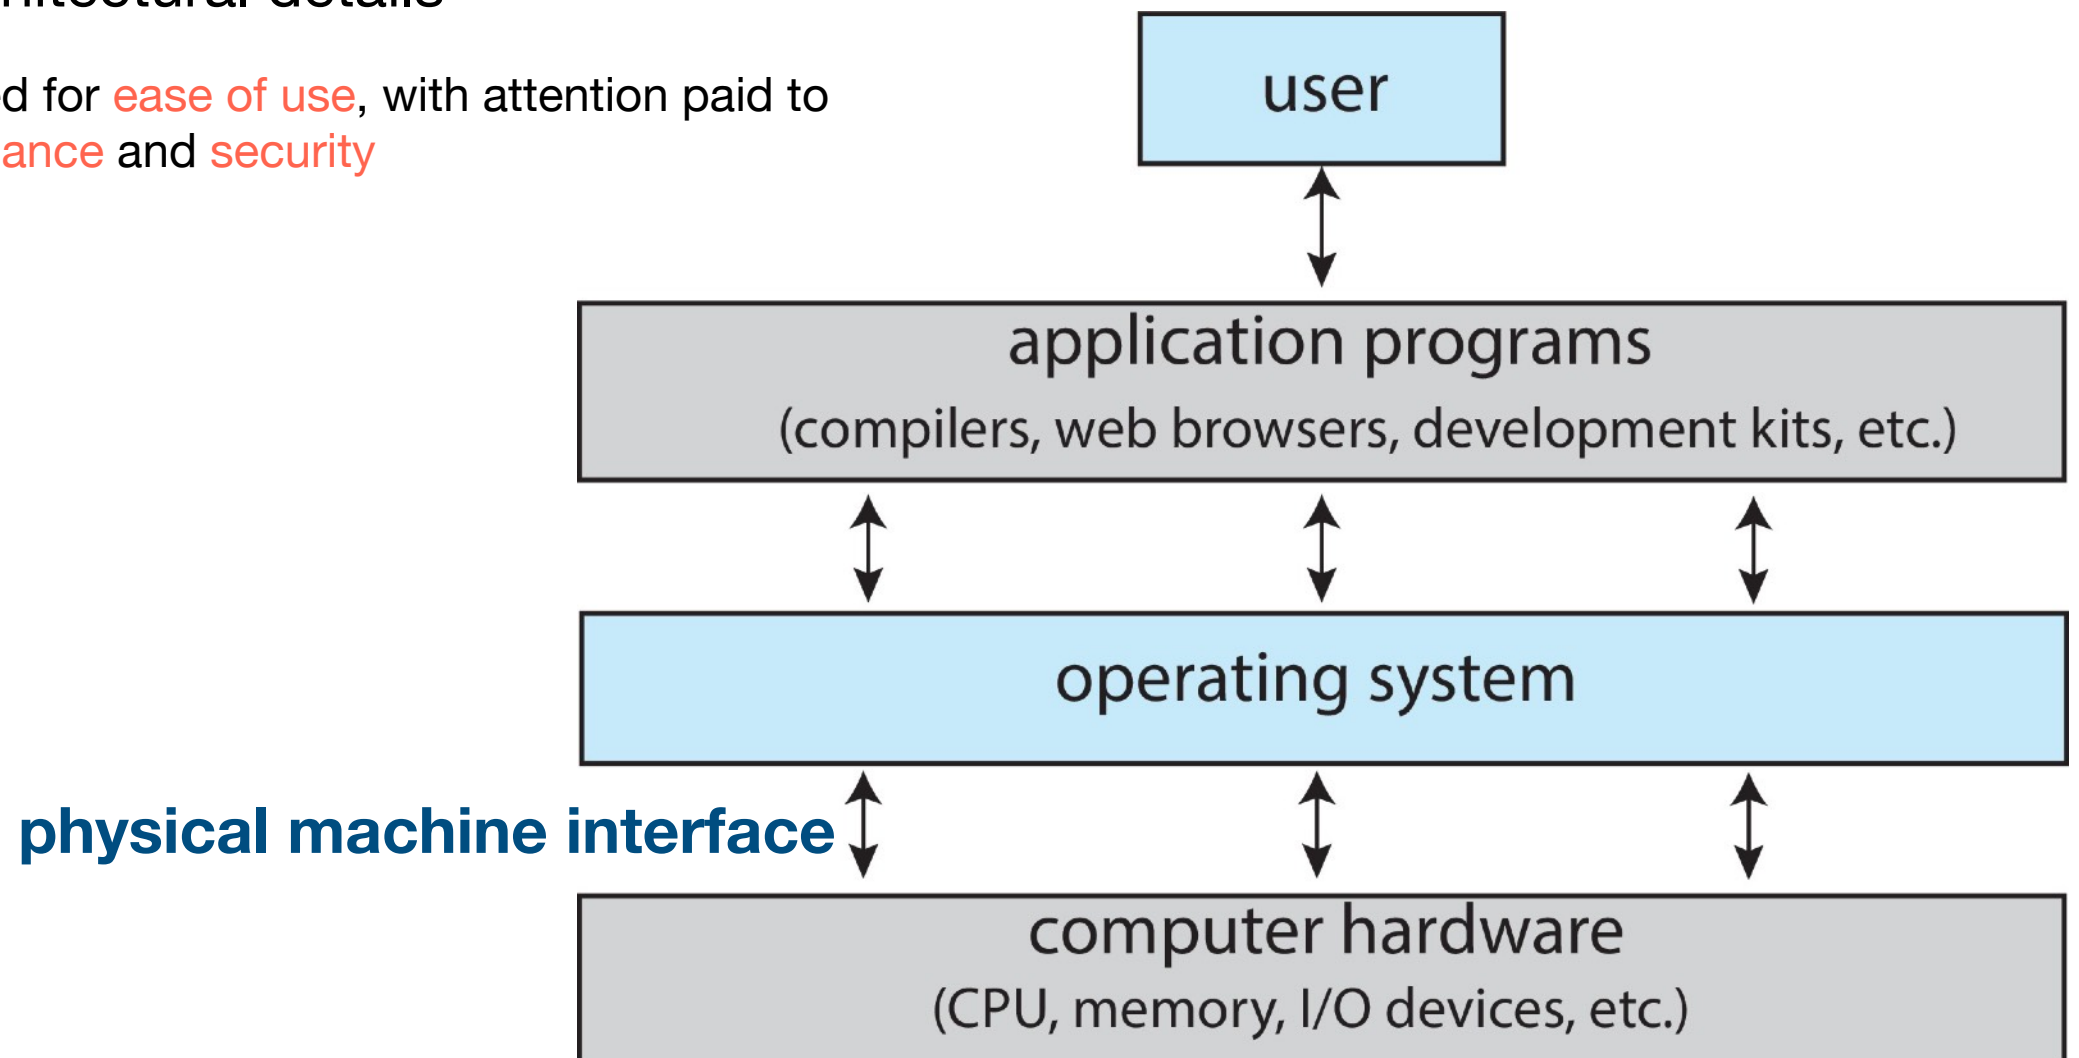 details
d for ease of use, with attention paid to
ance and security
user
application programs
(compilers, web browsers, development kits, etc.)
operating system
physical machine interface
computer hardware
(CPU, memory, I/O devices, etc.)